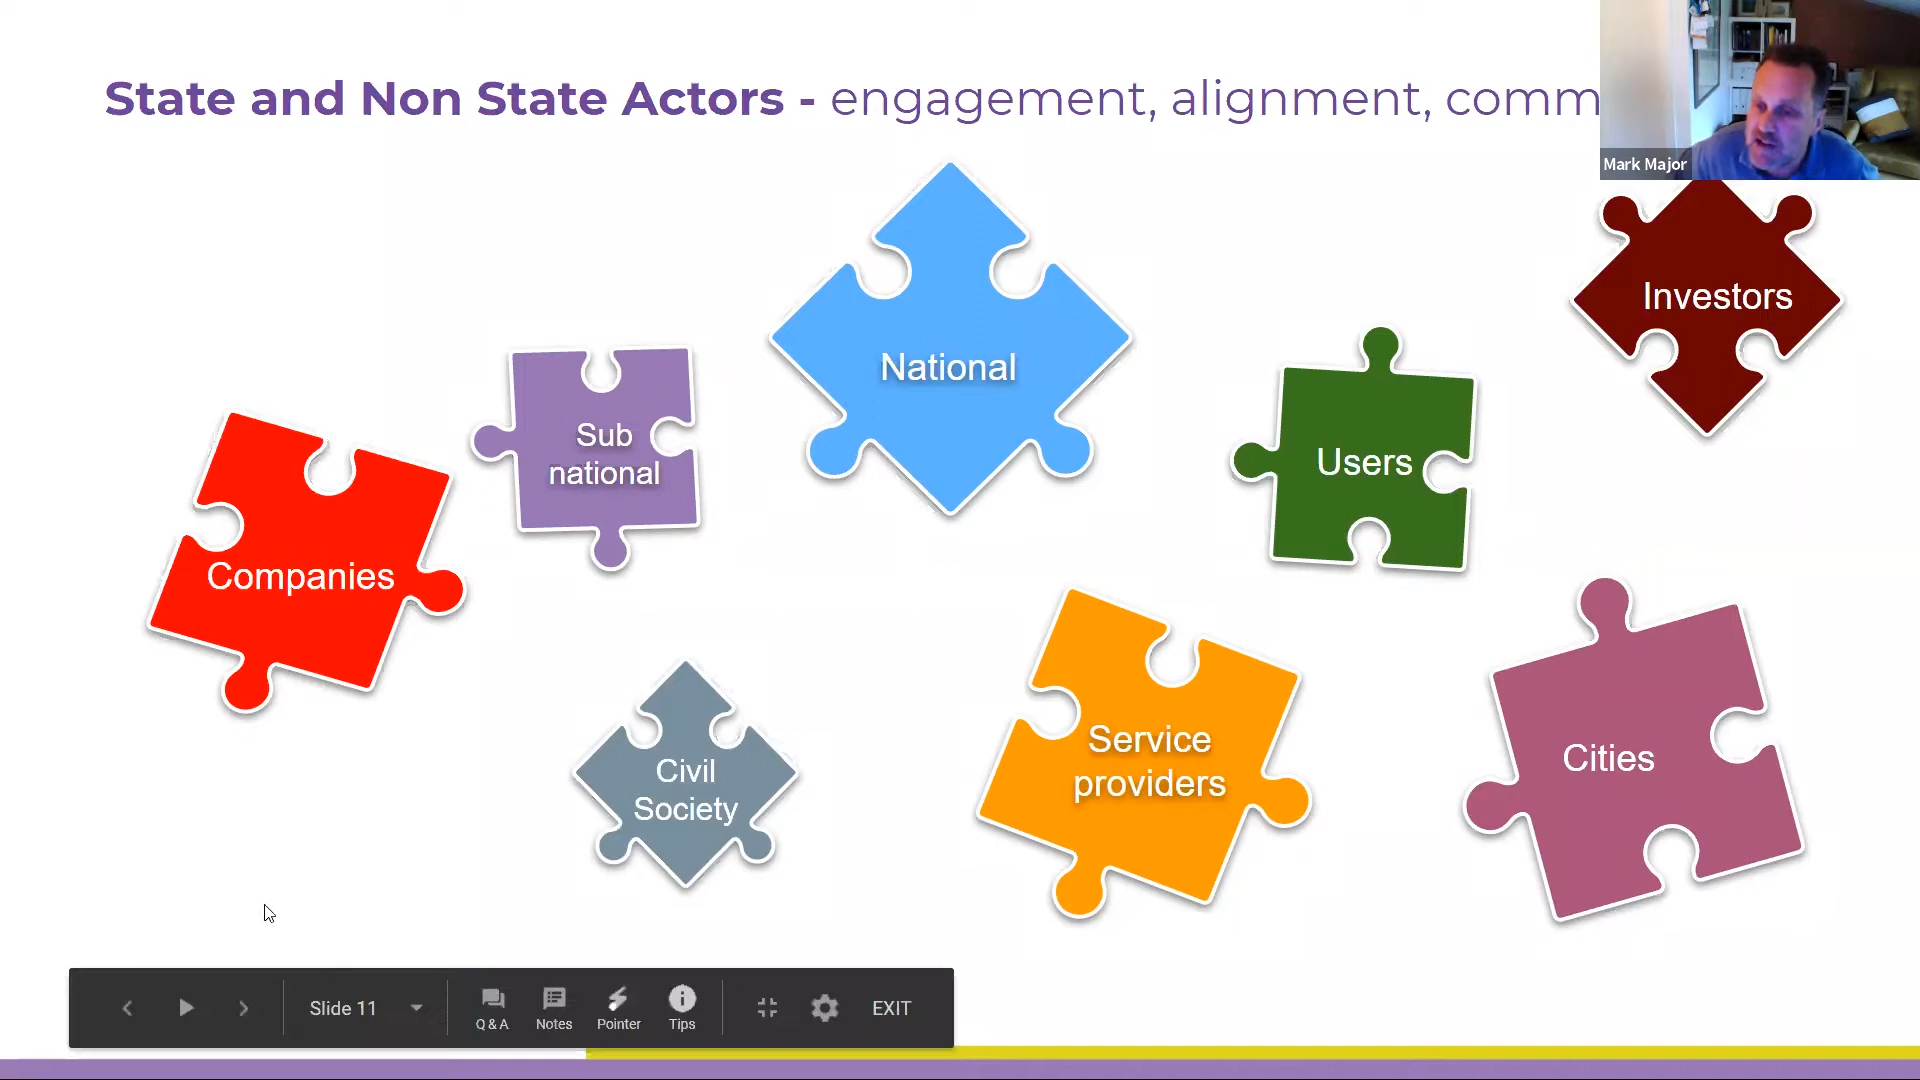 State and Non State Actors - engagement, alignment, comm
Mark Major
Investors
National
Sub
national
Users
Companies
Service
providers
Cities
Civil
Society
Slide 11
Q & A
Notes
Pointer
Tips
EXIT